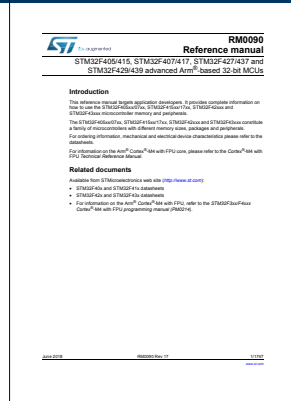 ST
life.augmented
RM0090
Reference manual
STM32F405/415, STM32F407/417, STM32F427/437 and
STM32F429/439 advanced Arm®-based 32-bit MCUs
Introduction
This reference manual targets application developers. It provides complete information on
how to use the STM32F405xx/07xx, STM32F415xx/17xx, STM32F42xxx and
STM32F43xxx microcontroller memory and peripherals.
The STM32F405xx/07xx, STM32F415xx/17xx, STM32F42xxx and STM32F43xxx constitute
a family of microcontrollers with different memory sizes, packages and peripherals.
For ordering information, mechanical and electrical device characteristics please refer to the
datasheets.
For information on the Arm® Cortex®-M4 with FPU core, please refer to the Cortex®-M4 with
FPU Technical Reference Manual.
Related documents
Available from STMicroelectronics web site (http://www.st.com):
• STM32F40x and STM32F41x datasheets
• STM32F42x and STM32F43x datasheets
• For information on the Arm® Cortex®-M4 with FPU, refer to the STM32F3xx/F4xxx
Cortex®-M4 with FPU programming manual (PM0214).
June 2018 RM0090 Rev 17 1/1747
www.st.com